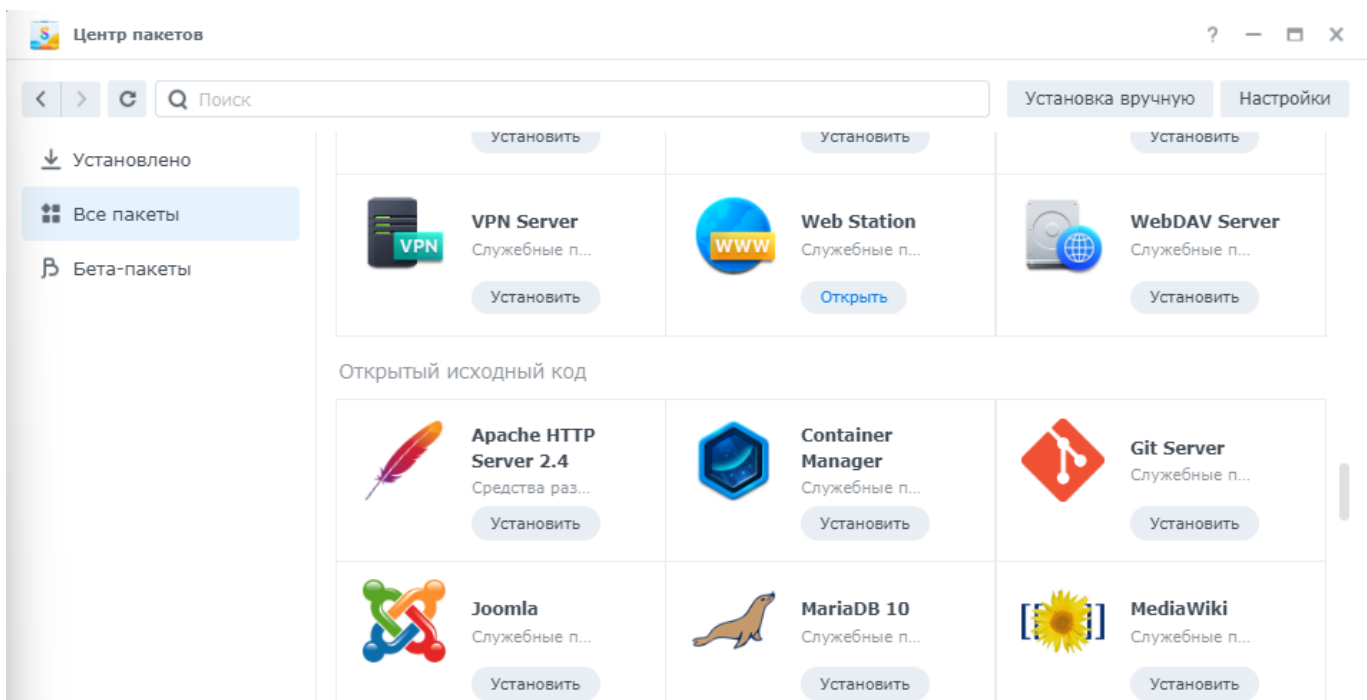 Центр пакетов
Поиск
Установка вручную
Настройки
Установлено
Все пакеты
Бета-пакеты
Установить
Установить
Установить
VPN
VPN Server
Служебные п...
Установить
WWW
Web Station
Служебные п...
Открыть
WebDAV Server
Служебные п...
Установить
Открытый исходный код
Apache HTTP
Server 2.4
Средства раз...
Установить
Container
Manager
Служебные п...
Установить
Git Server
Служебные п...
Установить
Joomla
Служебные п...
Установить
MariaDB 10
Служебные п...
Установить
MediaWiki
Служебные п...
Установить